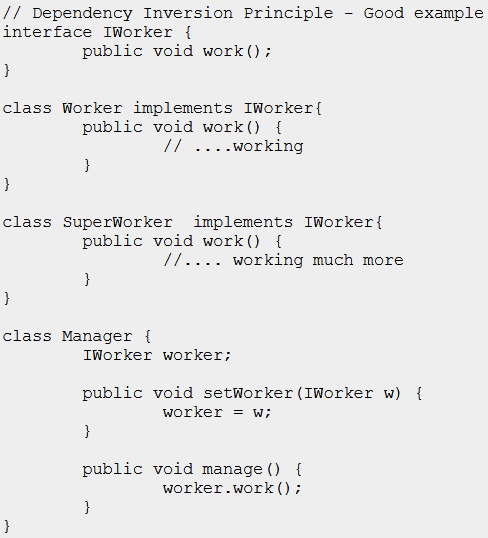 // Dependency Inversion Principle - Good example
interface IWorker {
        public void work();
}

class Worker implements IWorker{
        public void work() {
                // ....working
        }
}

class SuperWorker  implements IWorker{
        public void work() {
                //.... working much more
        }
}

class Manager {
        IWorker worker;

        public void setWorker(IWorker w) {
                worker = w;
        }

        public void manage() {
                worker.work();
        }
}